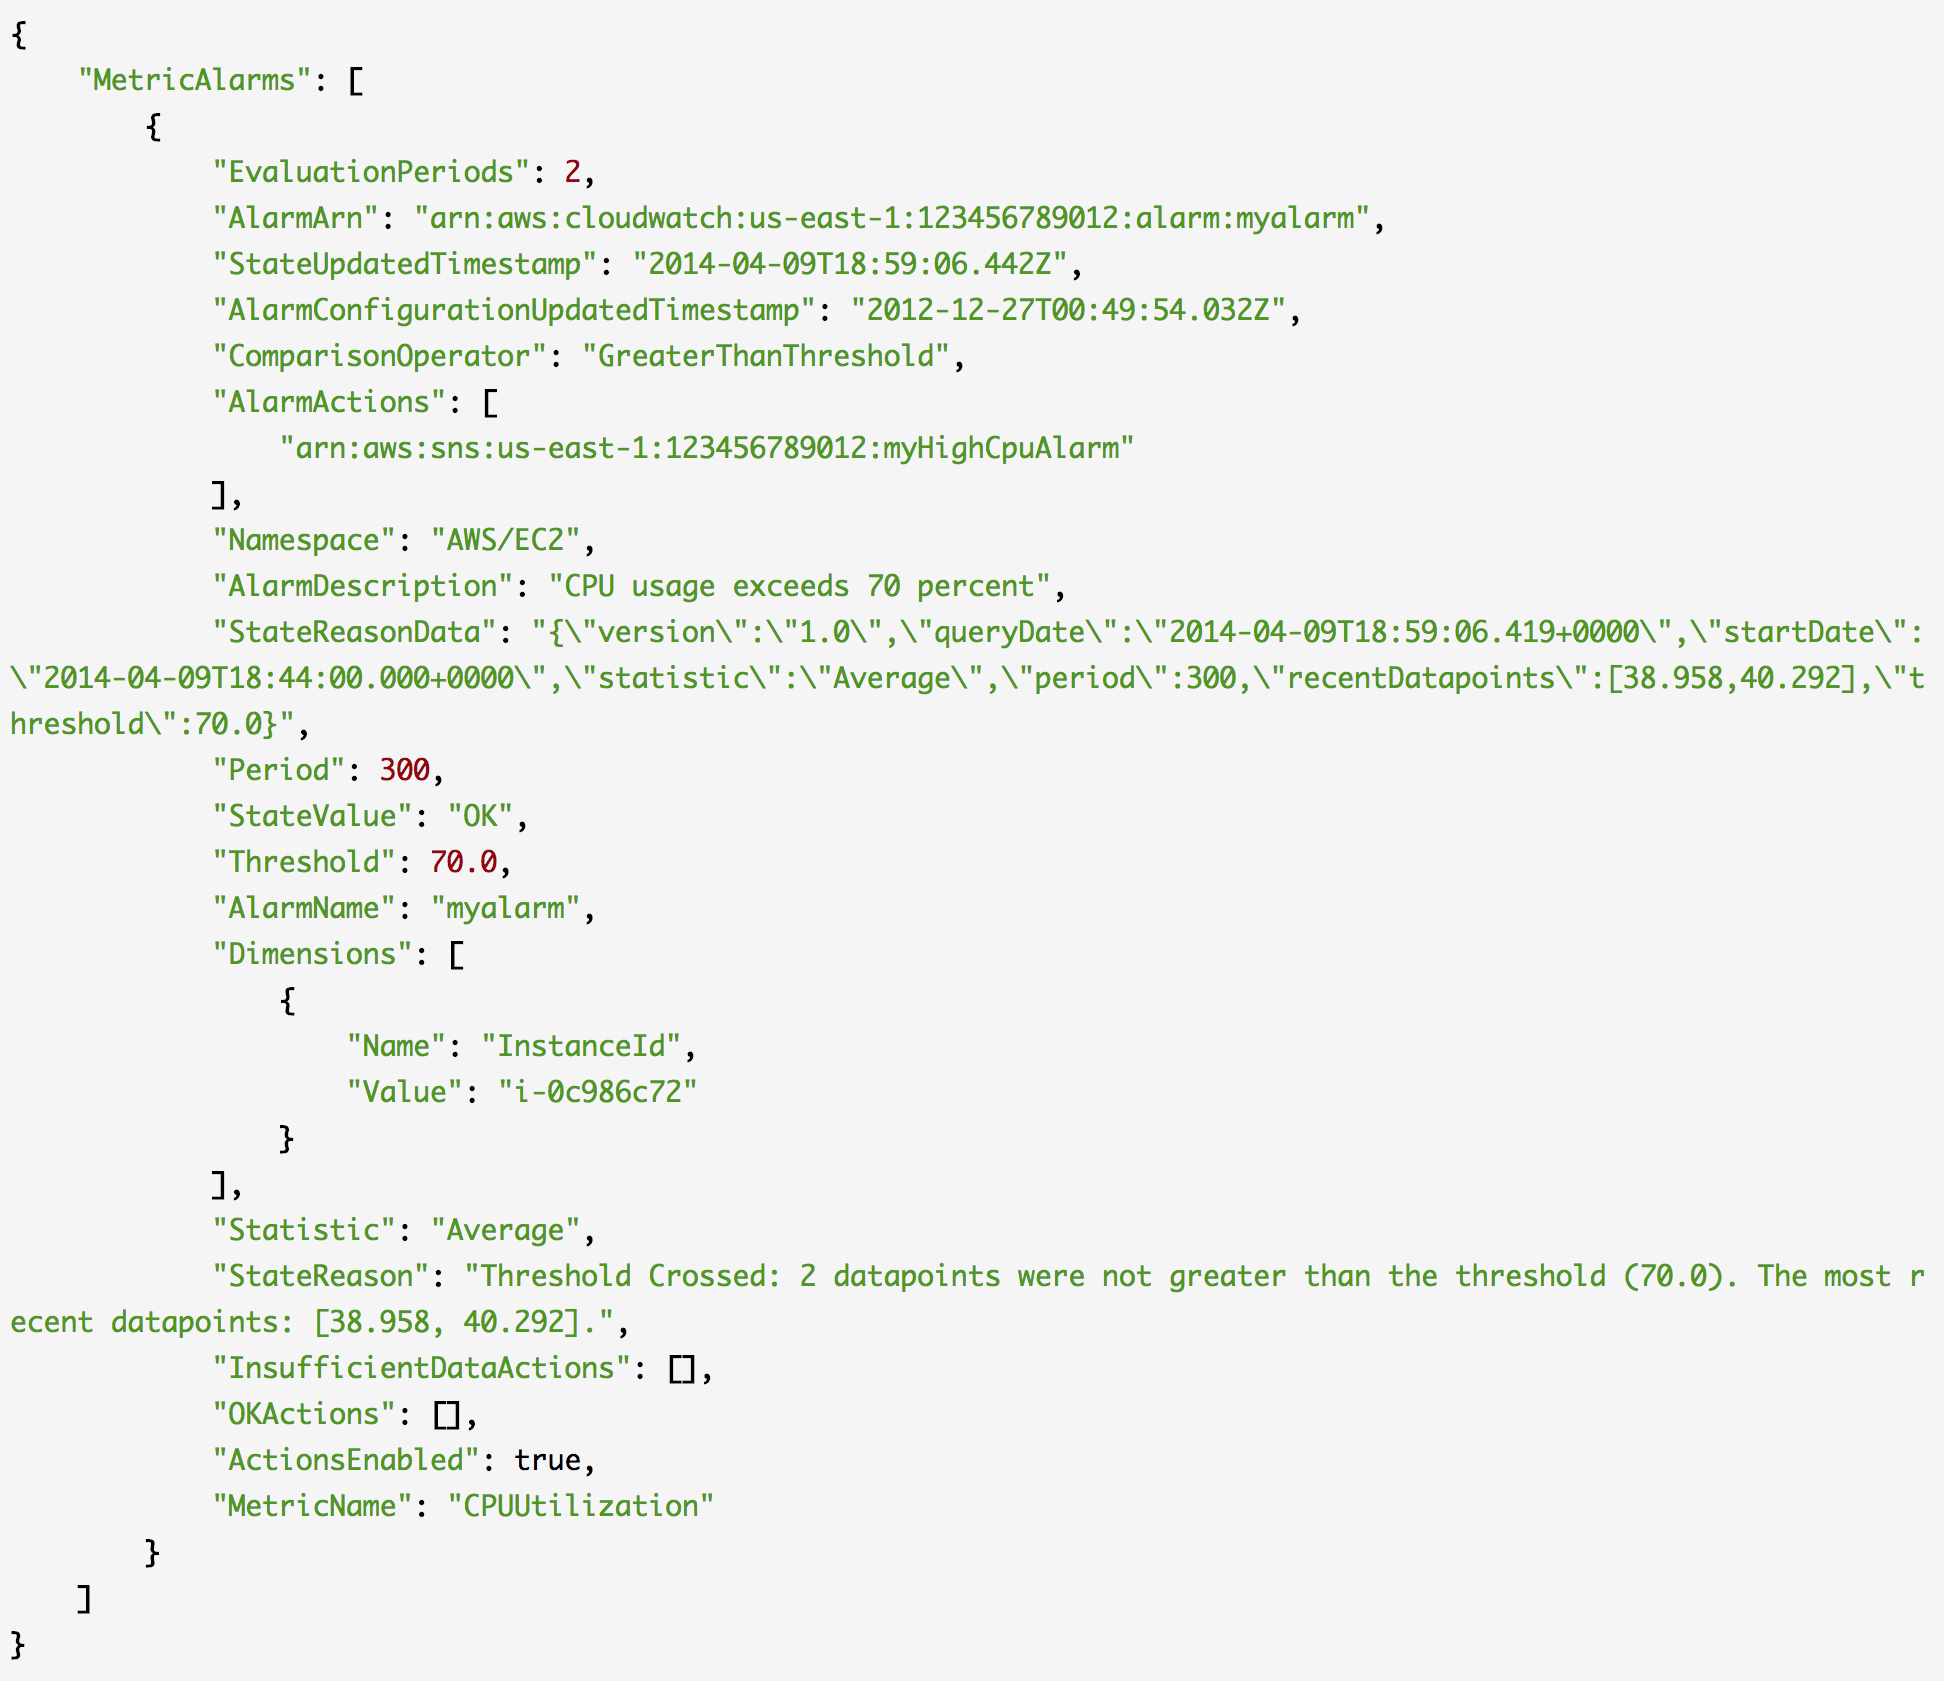 {
    "MetricAlarms": [
        {
            "EvaluationPeriods": 2,
            "AlarmArn": "arn:aws:cloudwatch:us-east-1:123456789012:alarm:myalarm",
            "StateUpdatedTimestamp": "2014-04-09T18:59:06.442Z",
            "AlarmConfigurationUpdatedTimestamp": "2012-12-27T00:49:54.032Z",
            "ComparisonOperator": "GreaterThanThreshold",
            "AlarmActions": [
                "arn:aws:sns:us-east-1:123456789012:myHighCpuAlarm"
            ],
            "Namespace": "AWS/EC2",
            "AlarmDescription": "CPU usage exceeds 70 percent",
            "StateReasonData": "{\"version\":\"1.0\",\"queryDate\":\"2014-04-09T18:59:06.419+0000\",\"startDate\":
\"2014-04-09T18:44:00.000+0000\",\"statistic\":\"Average\",\"period\":300,\"recentDatapoints\":[38.958,40.292],\"t
hreshold\":70.0}",
            "Period": 300,
            "StateValue": "OK",
            "Threshold": 70.0,
            "AlarmName": "myalarm",
            "Dimensions": [
                {
                    "Name": "InstanceId",
                    "Value": "i-0c986c72"
                }
            ],
            "Statistic": "Average",
            "StateReason": "Threshold Crossed: 2 datapoints were not greater than the threshold (70.0). The most r
ecent datapoints: [38.958, 40.292].",
            "InsufficientDataActions": [],
            "OKActions": [],
            "ActionsEnabled": true,
            "MetricName": "CPUUtilization"
        }
    ]
}